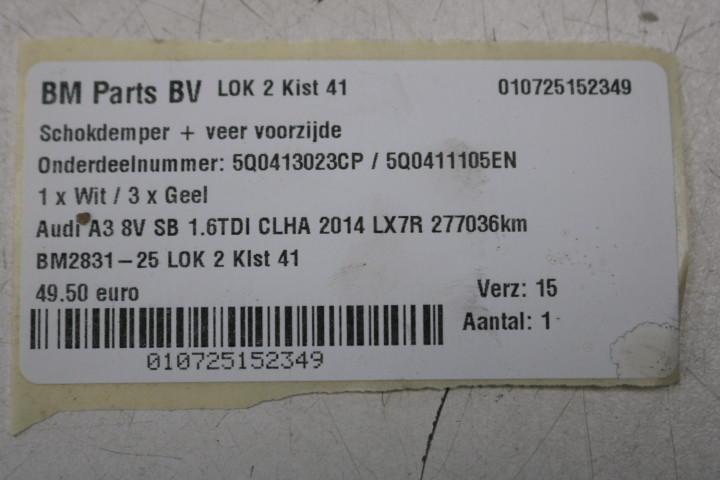 BM Parts BV LOK 2 Kist 41 010725152349
Schokdemper + veer voorzijde
Onderdeelnummer: 5Q0413023CP / 5Q0411105EN
1 x Wit / 3 x Geel
Audi A3 8V SB 1.6TDI CLHA 2014 LX7R 277036km
BM2831-25 LOK 2 KIst 41
49.50 euro Verz: 15
Aantal: 1
010725152349